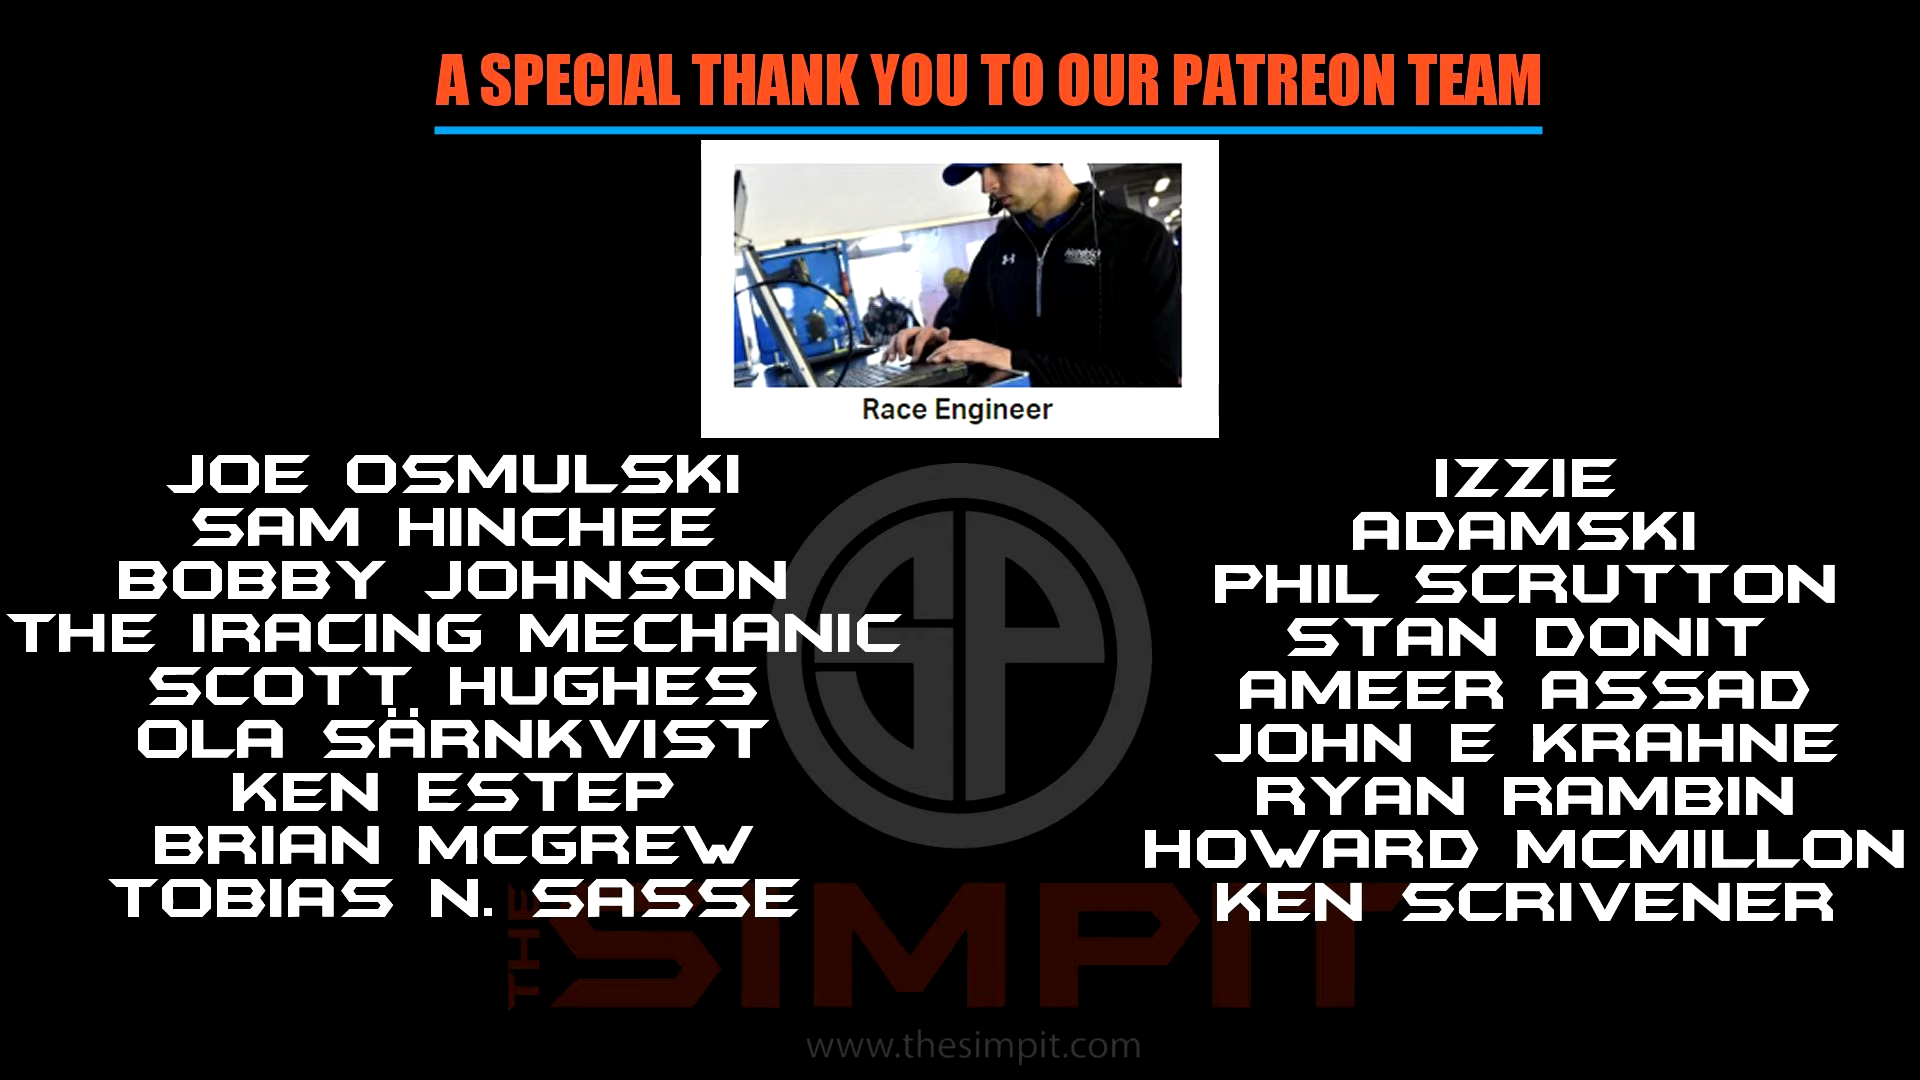 A SPECIAL THANK YOU TO OUR PATREON TEAM
Hendrick
Race Engineer
JOE OSMULSKI
SAM HINCHEE
BOBBY JOHNSON
THE IRACING MECHANIC
SCOTT HUGHES
OLA SÄRNKVIST
KEN ESTEP
BRIAN MCGREW
TOBIAS N. SASSE
IZZIE
ADAMSKI
PHIL SCRUTTON
STAN DONIT
AMEER ASSAD
JOHN E KRAHNE
RYAN RAMBIN
HOWARD MCMILLON
KEN SCRIVENER
SP
THE SIMPIT
www.thesimpit.com